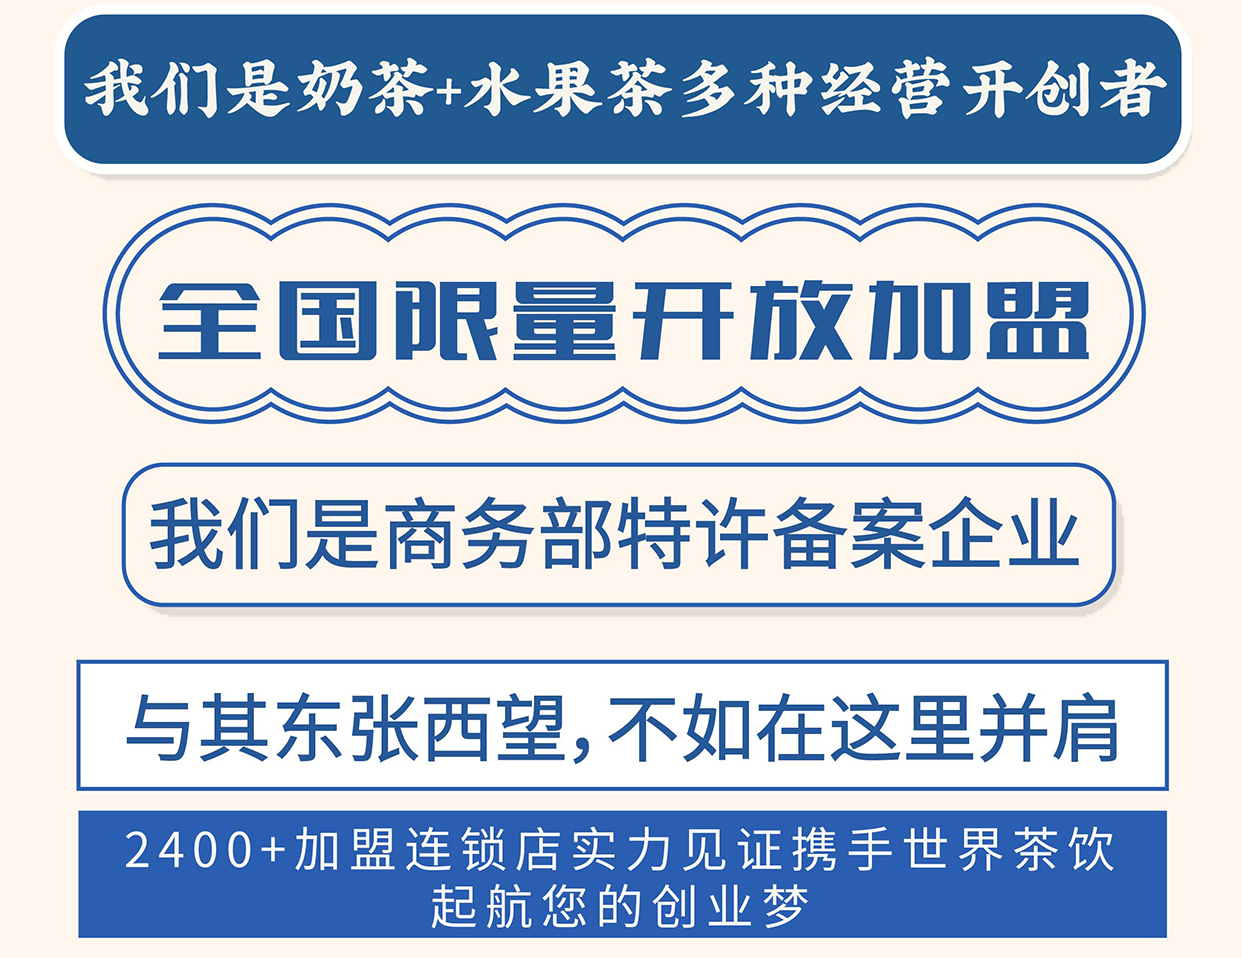 我们是奶茶+水果茶多种经营开创者
全国限量开放加盟
我们是商务部特许备案企业
与其东张西望，不如在这里并肩
2400+加盟连锁店实力见证携手世界茶饮
起航您的创业梦